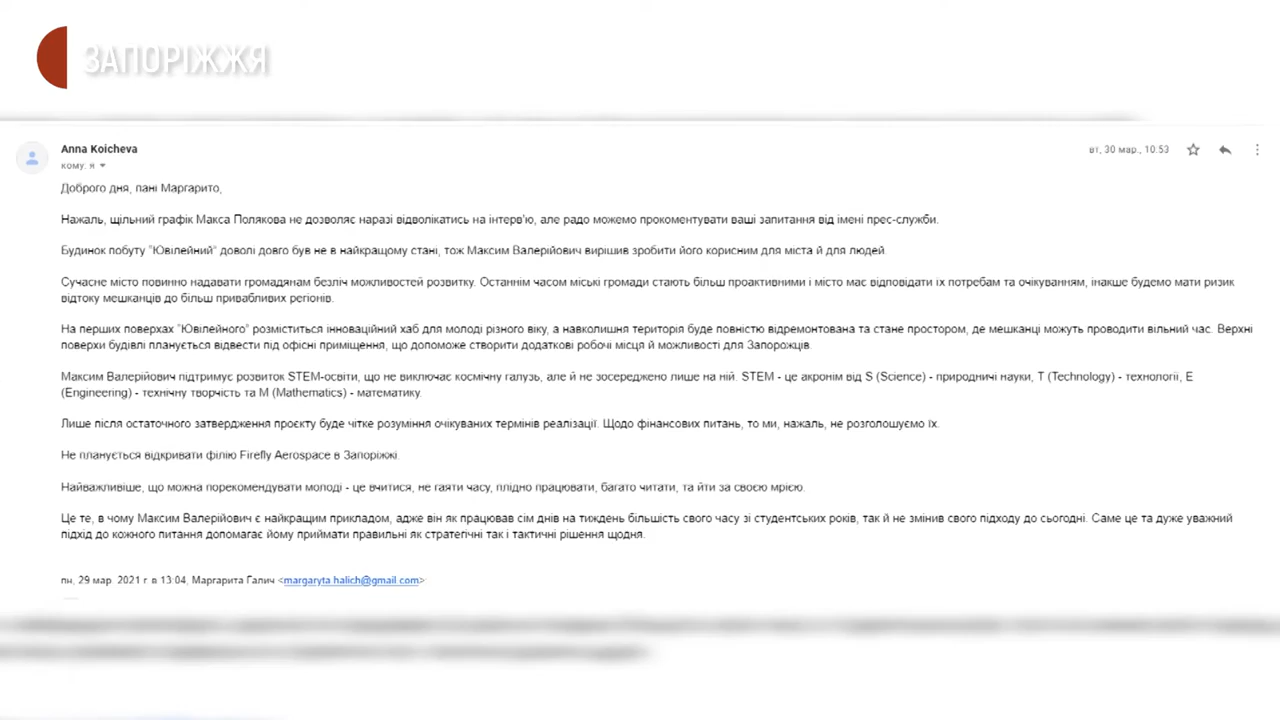 ЗАПОРІЖЖЯ
Anna Koicheva
вт, 30 мар., 10:53
кому: я
Доброго дня, пані Маргарито,
Нажаль, щільний графік Макса Полякова не дозволяє наразі відволікатись на інтерв'ю, але радо можемо прокоментувати ваші запитання від імені прес-служби.
Будинок побуту "Ювілейний" доволі довго був не в найкращому стані, тож Максим Валерійович вирішив зробити його корисним для міста й для людей.
Сучасне місто повинно надавати громадянам безліч можливостей розвитку. Останнім часом міські громади стають більш проактивними і місто має відповідати їх потребам та очікуванням, інакше будемо мати ризик
відтоку мешканців до більш привабливих регіонів.
На перших поверхах "Ювілейного" розміститься інноваційний хаб для молоді різного віку, а навколишня територія буде повністю відремонтована та стане простором, де мешканці можуть проводити вільний час. Верхні
поверхи будівлі планується відвести під офісні приміщення, що допоможе створити додаткові робочі місця й можливості для Запорожців.
Максим Валерійович підтримує розвиток STEM-освіти, що не виключає космічну галузь, але й не зосереджено лише на ній. STEM - це акронім від S (Science) - природничі науки, T (Technology) - технології, E
(Engineering) - технічну творчість та M (Mathematics) - математику.
Лише після остаточного затвердження проєкту буде чітке розуміння очікуваних термінів реалізації. Щодо фінансових питань, то ми, нажаль, не розголошуємо їх.
Не планується відкривати філію Firefly Aerospace в Запоріжжі.
Найважливіше, що можна порекомендувати молоді - це вчитися, не гаяти часу, плідно працювати, багато читати, та йти за своєю мрією.
Це те, в чому Максим Валерійович є найкращим прикладом, адже він як працював сім днів на тиждень більшість свого часу зі студентських років, так й не змінив свого підходу до сьогодні. Саме це та дуже уважний
підхід до кожного питання допомагає йому приймати правильні як стратегічні так і тактичні рішення щодня.
пн, 29 мар. 2021 г. в 13:04, Маргарита Галич <margaryta.halich@gmail.com>: